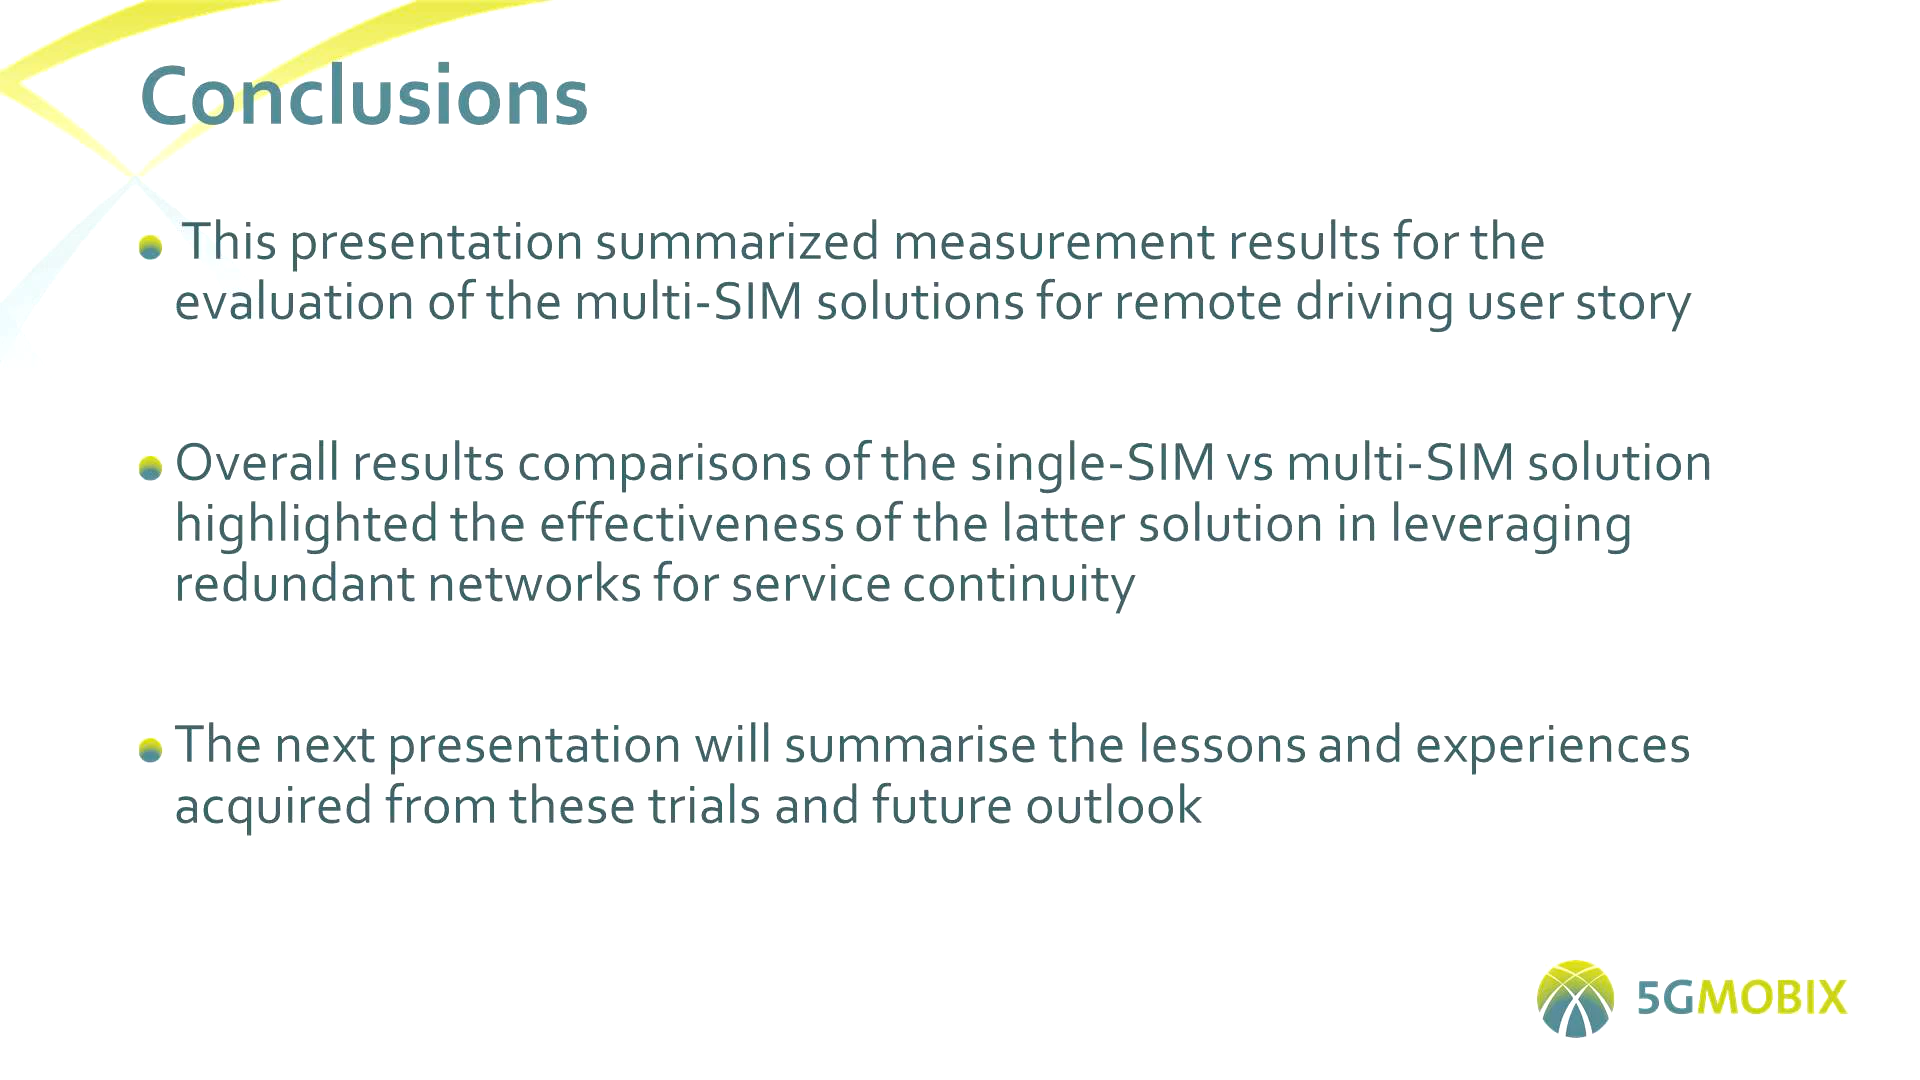 Conclusions
This presentation summarized measurement results for the
evaluation of the multi-SIM solutions for remote driving user story
Overall results comparisons of the single-SIM vs multi-SIM solution
highlighted the effectiveness of the latter solution in leveraging
redundant networks for service continuity
The next presentation will summarise the lessons and experiences
acquired from these trials and future outlook
5GMOBIX